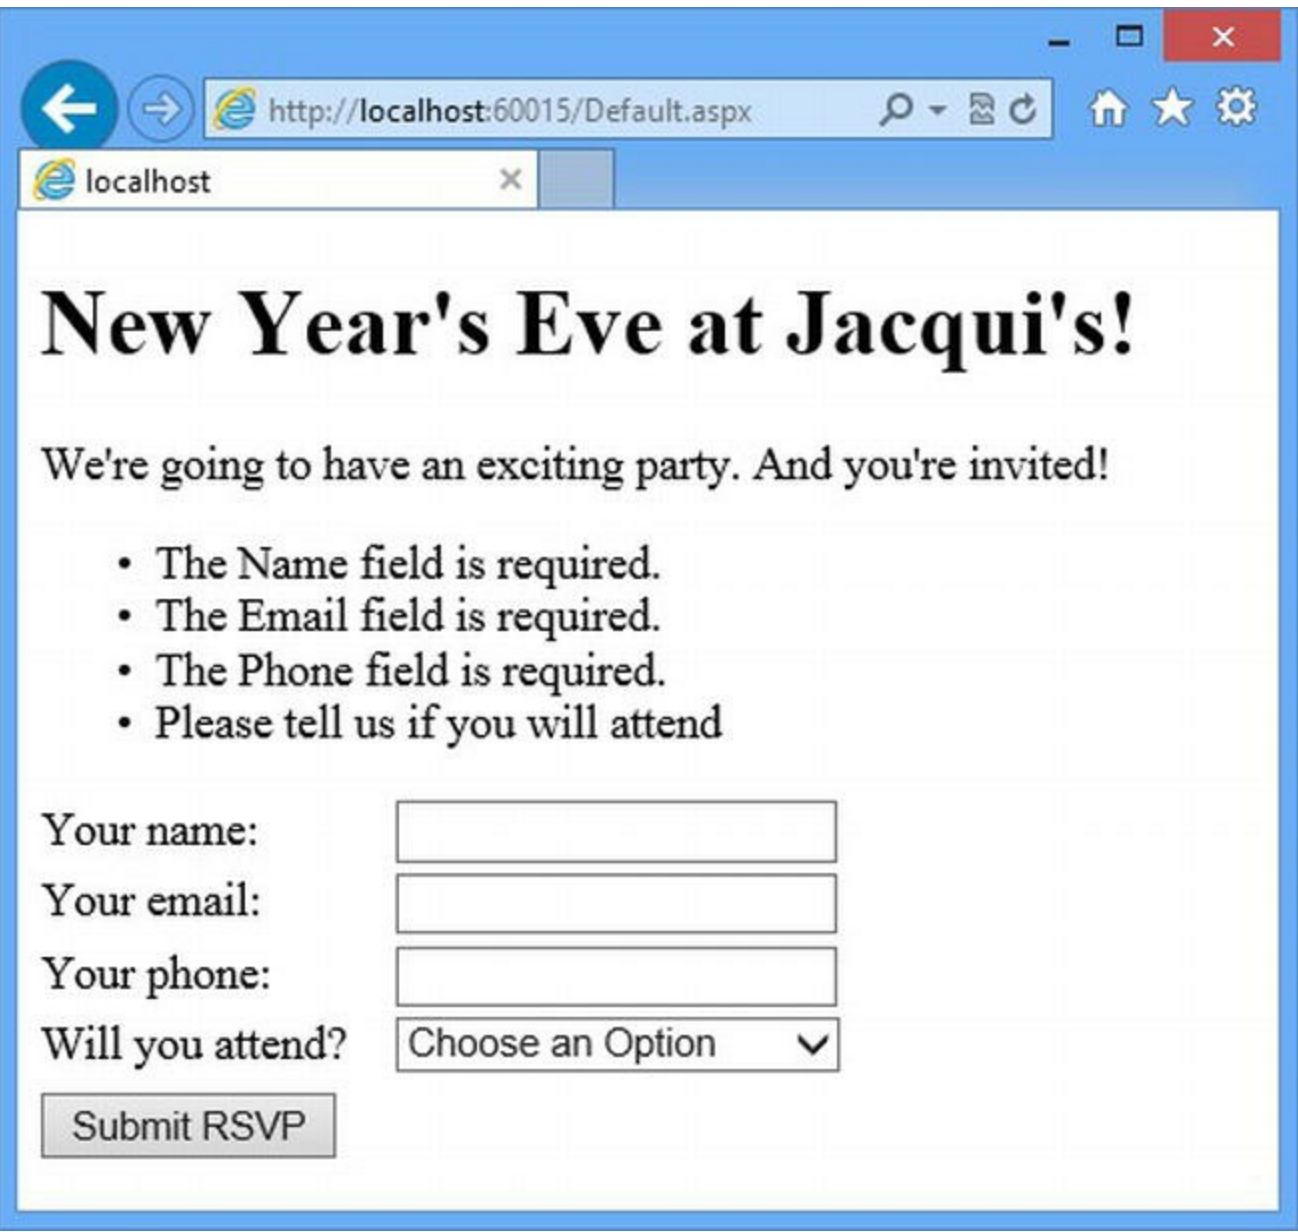 http://localhost:60015/Default.aspx
localhost
New Year's Eve at Jacqui's!
We're going to have an exciting party. And you're invited!
• The Name field is required.
• The Email field is required.
• The Phone field is required.
• Please tell us if you will attend
Your name:
Your email:
Your phone:
Will you attend? Choose an Option
Submit RSVP